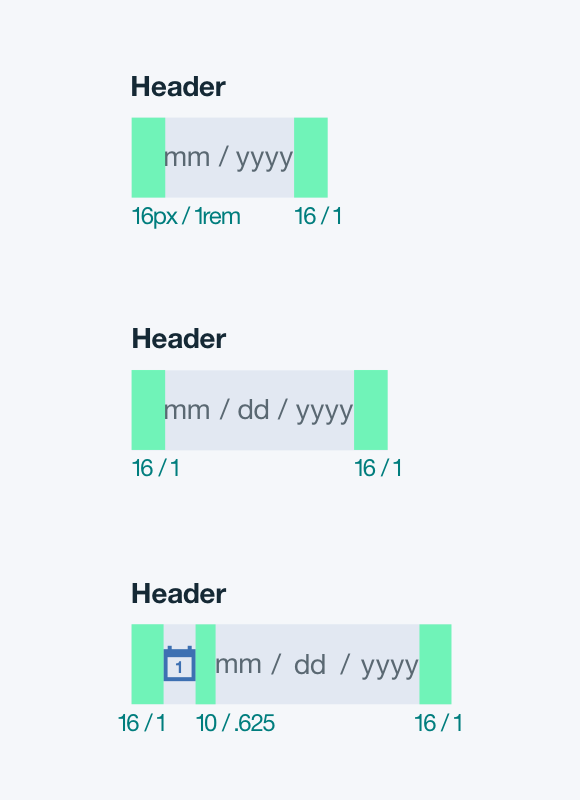 Header
mm / yyyy
16px / 1rem 16 / 1
Header
mm / dd / yyyy
16 / 1 16 / 1
Header
1 mm / dd / yyyy
16 / 1 10 / .625 16 / 1